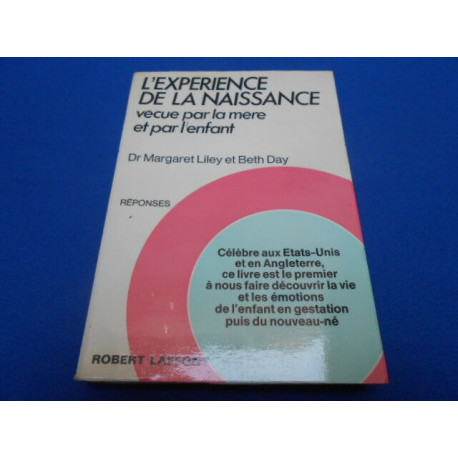 L'EXPERIENCE
DE LA NAISSANCE
vecue par la mere
et par l'enfant
Dr Margaret Liley et Beth Day
RÉPONSES
Célèbre aux Etats-Unis
et en Angleterre,
ce livre est le premier
à nous faire découvrir la vie
et les émotions
de l'enfant en gestation
puis du nouveau-né
ROBERT